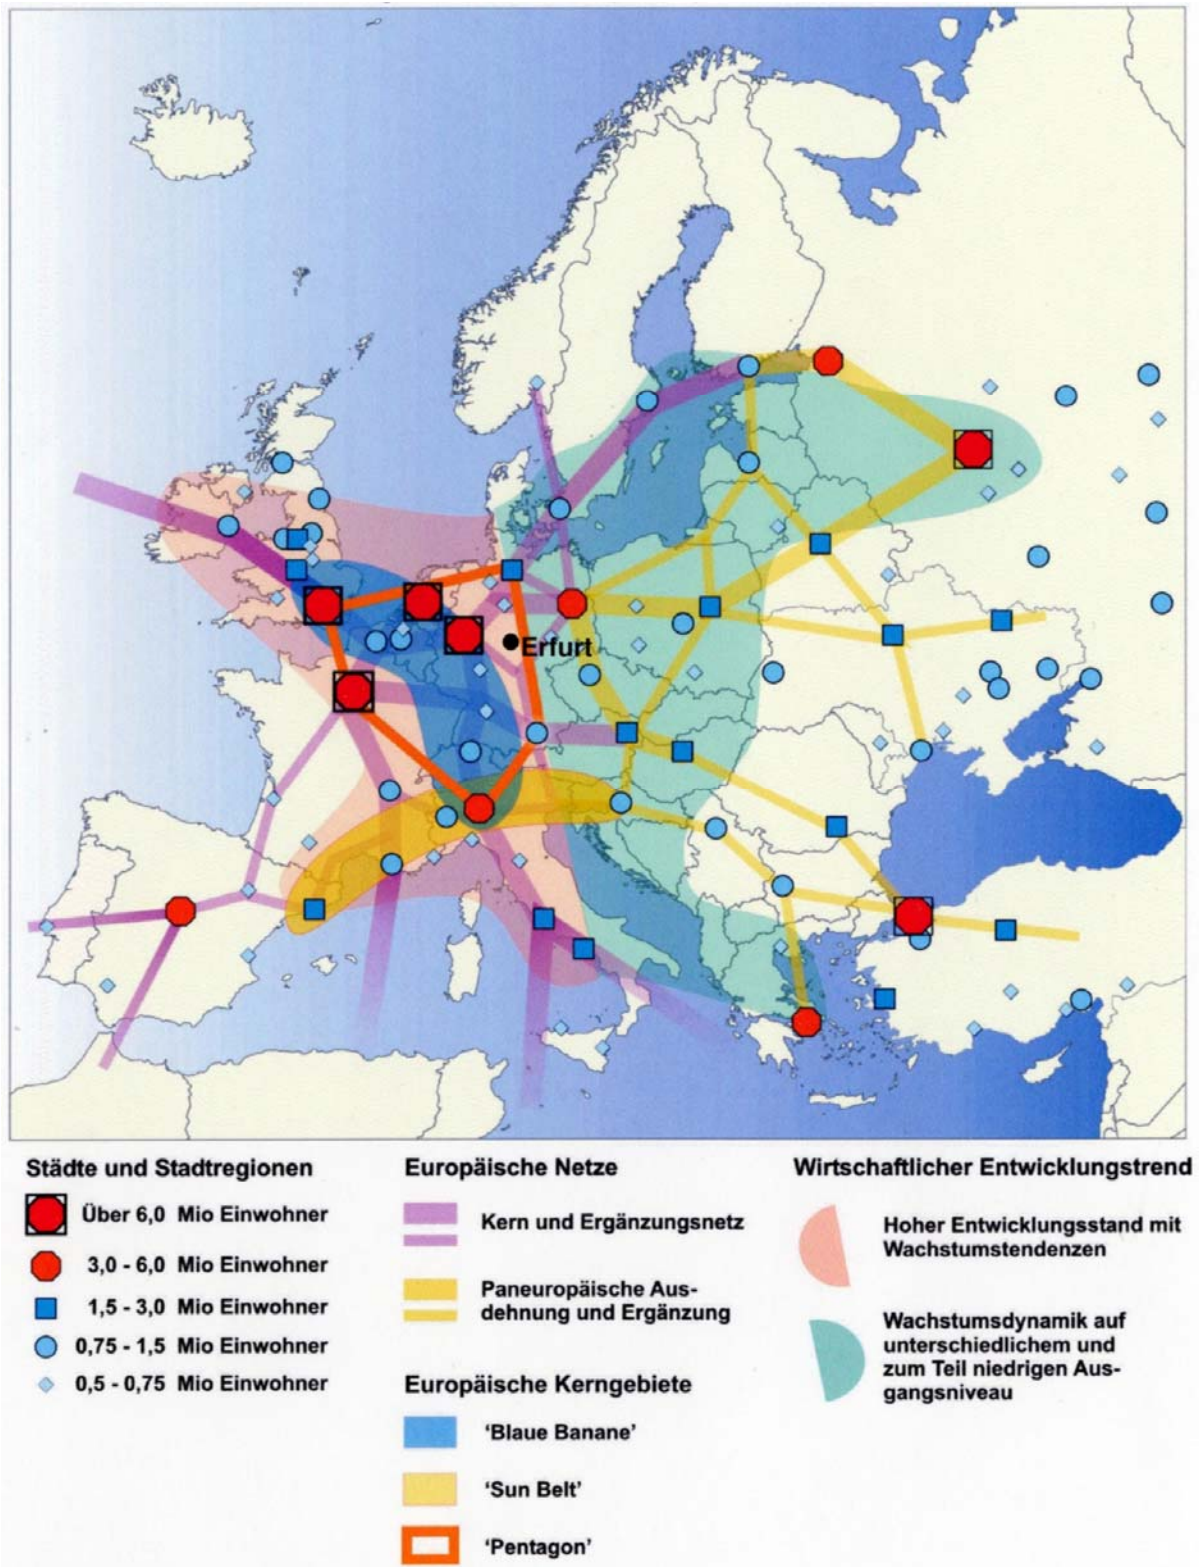 Erfurt
Städte und Stadtregionen
Über 6,0 Mio Einwohner
3,0 - 6,0 Mio Einwohner
1,5 - 3,0 Mio Einwohner
0,75 - 1,5 Mio Einwohner
0,5 - 0,75 Mio Einwohner
Europäische Netze
Kern und Ergänzungsnetz
Paneuropäische Aus-
dehnung und Ergänzung
Europäische Kerngebiete
‘Blaue Banane’
‘Sun Belt’
‘Pentagon’
Wirtschaftlicher Entwicklungstrend
Hoher Entwicklungsstand mit
Wachstumstendenzen
Wachstumsdynamik auf
unterschiedlichem und
zum Teil niedrigen Aus-
gangsniveau